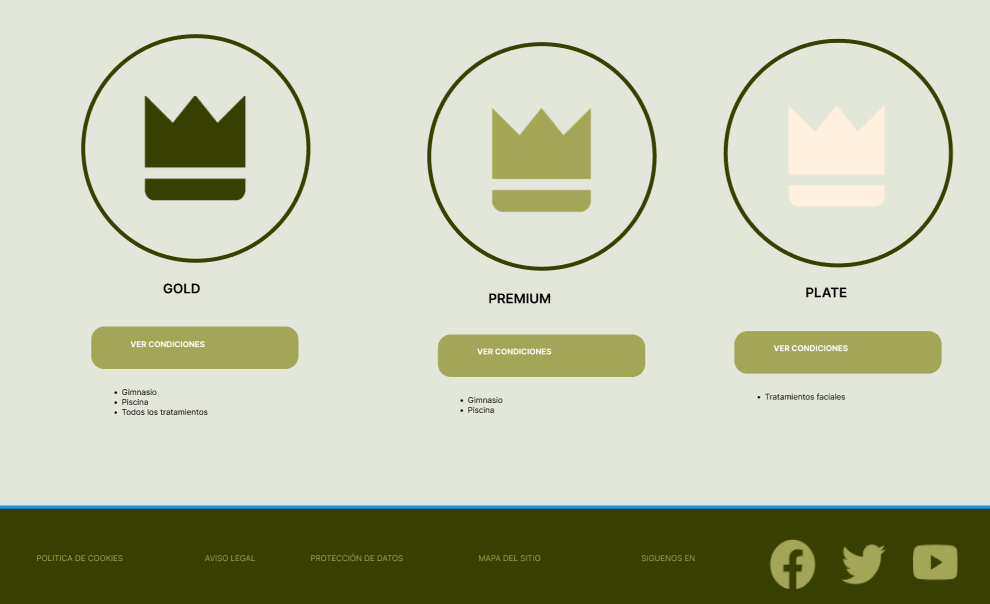 GOLD
PREMIUM
PLATE
VER CONDICIONES
VER CONDICIONES
VER CONDICIONES
• Gimnasio
• Piscina
• Todos los tratamientos
• Gimnasio
• Piscina
• Tratamientos faciales
POLITICA DE COOKIES
AVISO LEGAL
PROTECCIÓN DE DATOS
MAPA DEL SITIO
SIGUENOS EN